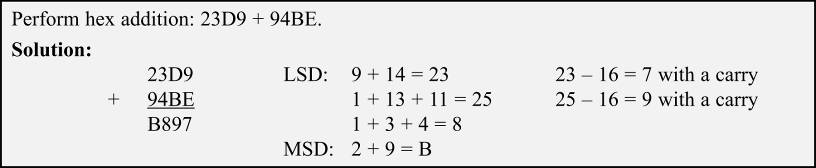 Perform hex addition: 23D9 + 94BE.
Solution:
23D9 LSD: 9 + 14 = 23 23 – 16 = 7 with a carry
+ 94BE 1 + 13 + 11 = 25 25 – 16 = 9 with a carry
B897 1 + 3 + 4 = 8
MSD: 2 + 9 = B